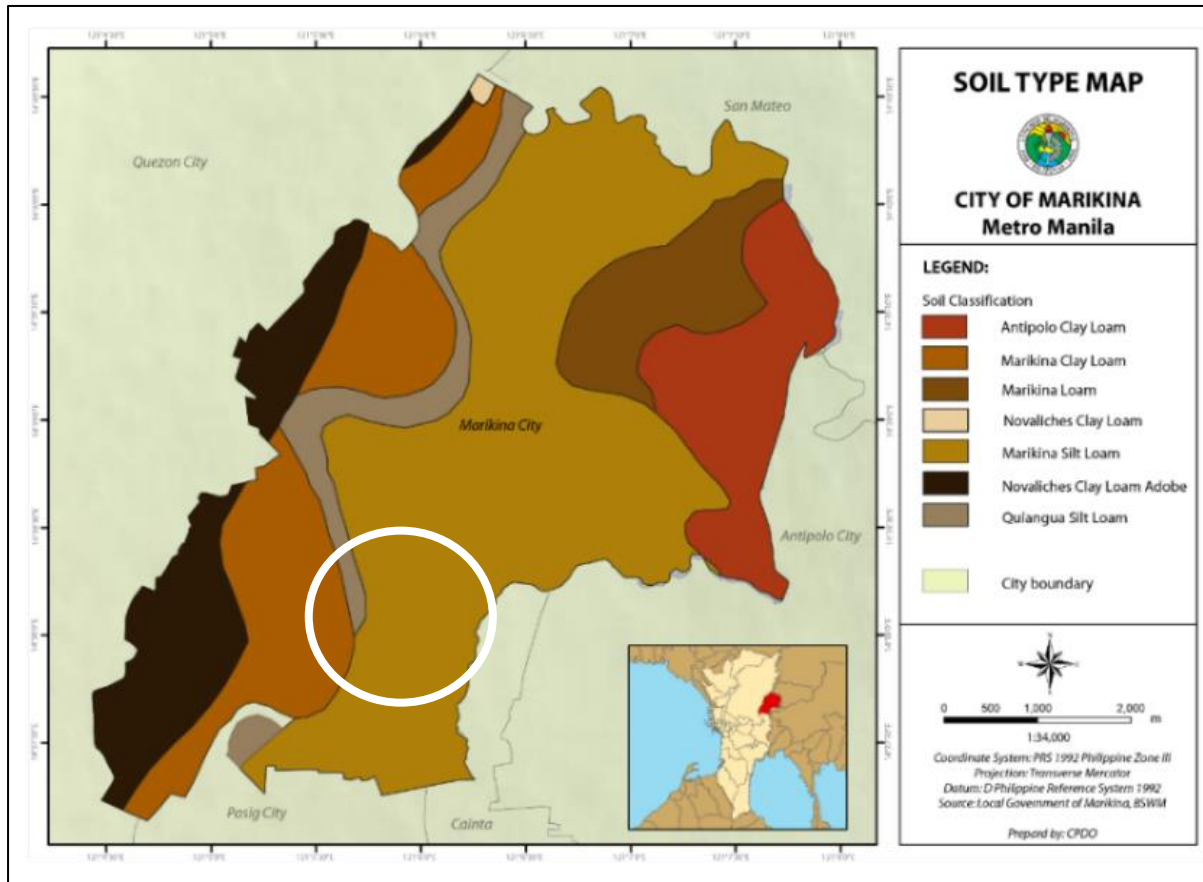 San Mateo
Quezon City
Marikina City
Antipolo City
Pasig City
Cainta
SOIL TYPE MAP
CITY OF MARIKINA
Metro Manila
LEGEND:
Soil Classification
Antipolo Clay Loam
Marikina Clay Loam
Marikina Loam
Novaliches Clay Loam
Marikina Silt Loam
Novaliches Clay Loam Adobe
Quiangua Silt Loam
City boundary
0 500 1,000 2,000
m
1:34,000
Coordinate System: PRS 1992 Philippine Zone III
Projection: Transverse Mercator
Datum: D Philippine Reference System 1992
Source: Local Government of Marikina, BSWM
Prepared by: CPDO